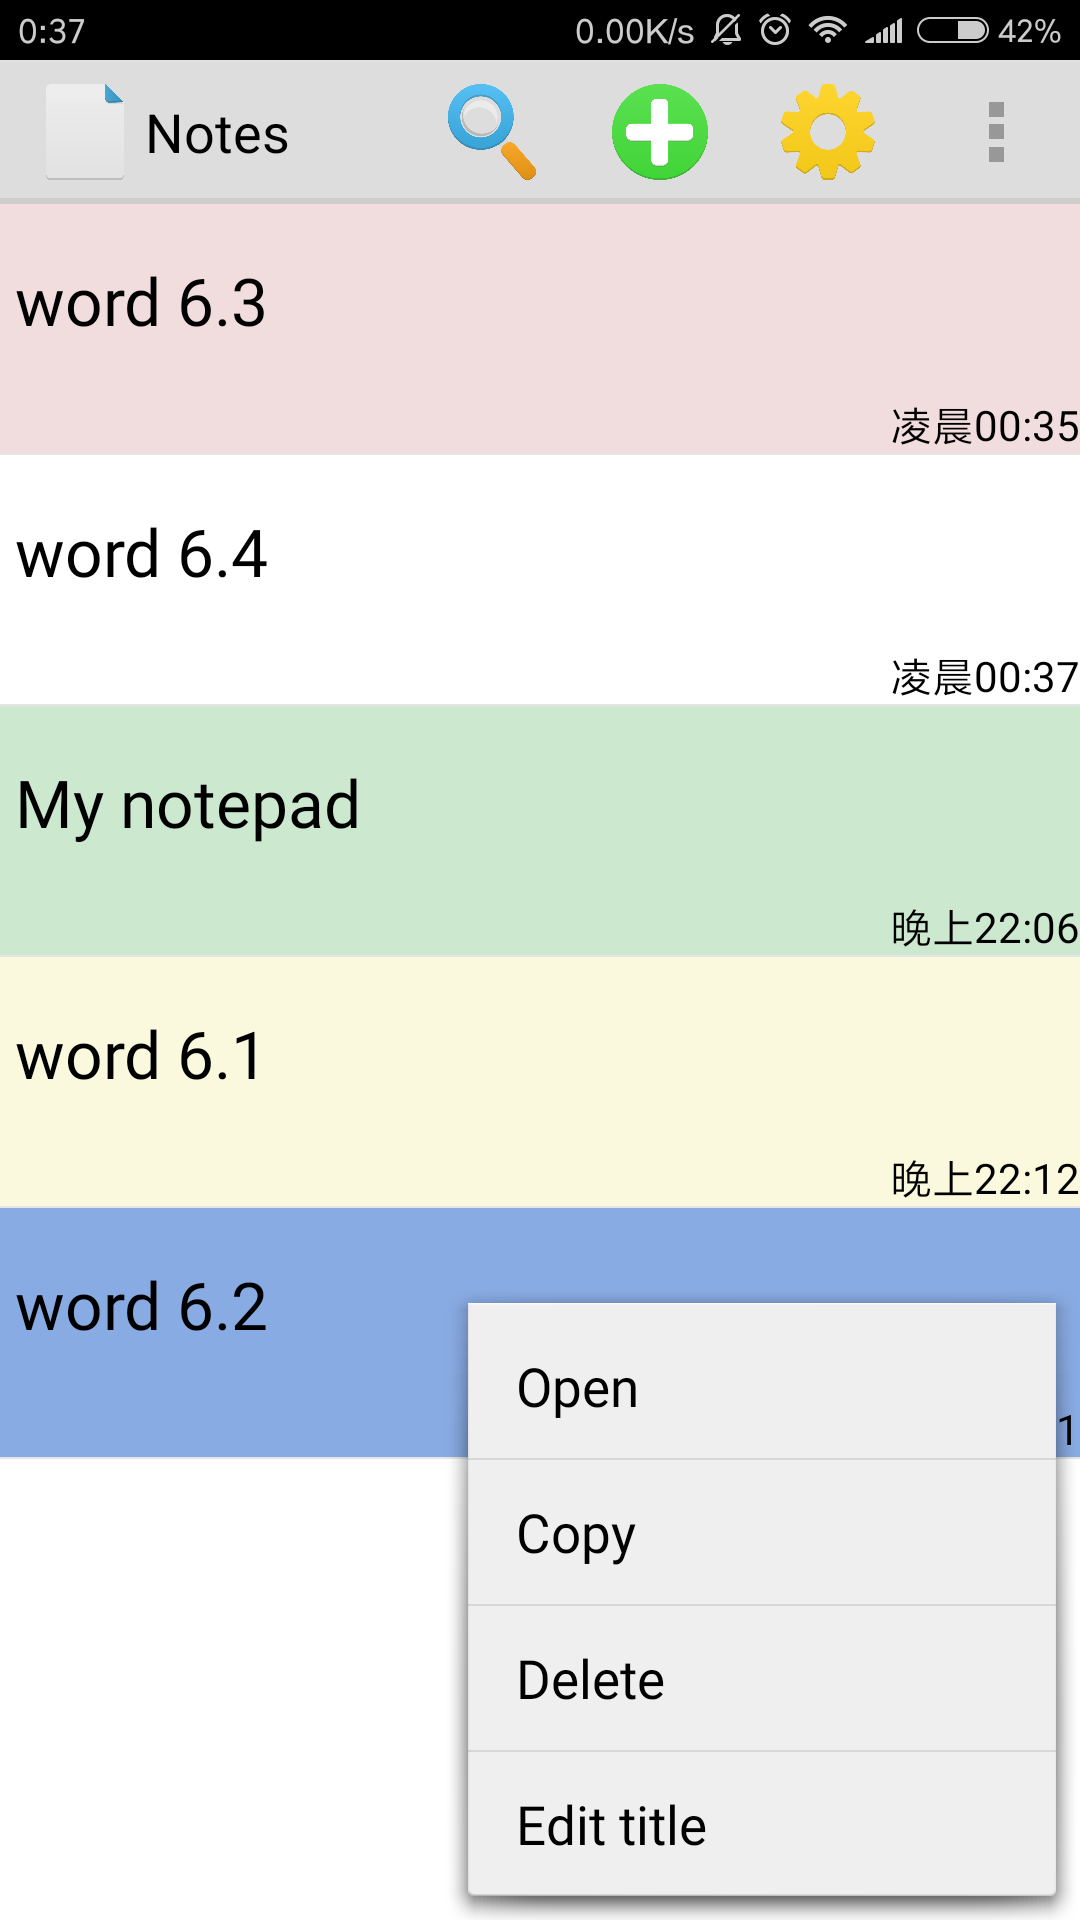 0:37 0.00K/s 42%
Notes
word 6.3
凌晨00:35
word 6.4
凌晨00:37
My notepad
晚上22:06
word 6.1
晚上22:12
word 6.2
1
Open
Copy
Delete
Edit title